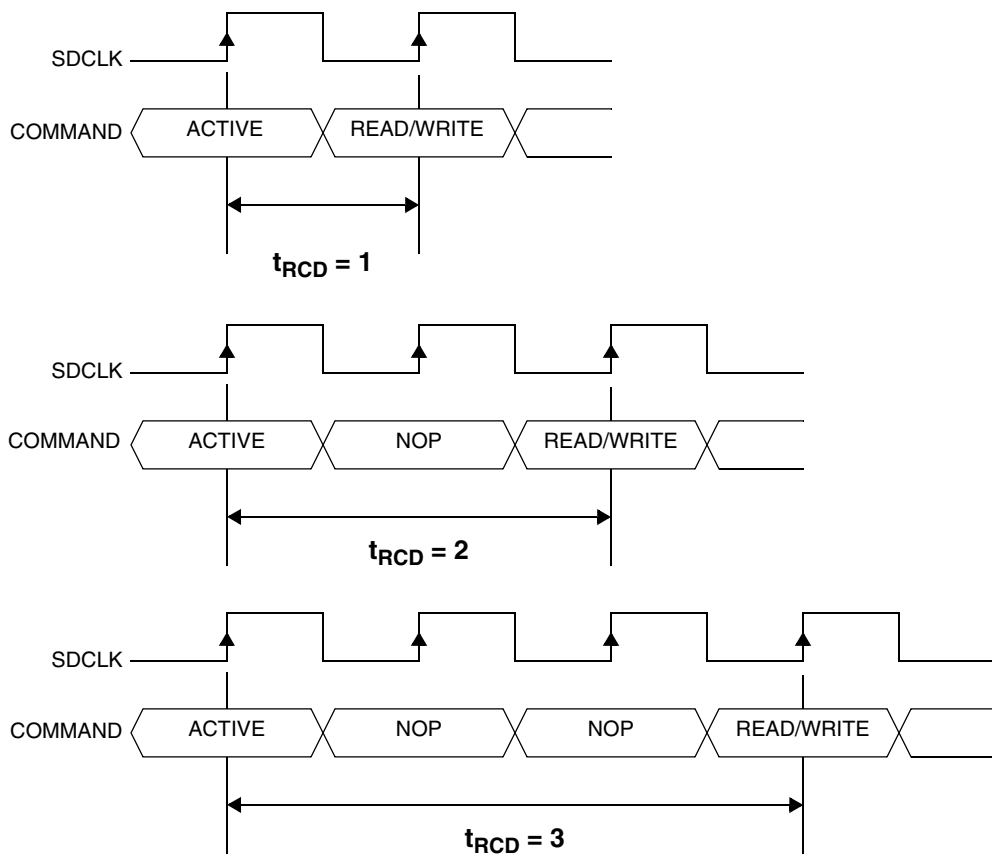 SDCLK
COMMAND ACTIVE READ/WRITE
tRCD = 1
SDCLK
COMMAND ACTIVE NOP READ/WRITE
tRCD = 2
SDCLK
COMMAND ACTIVE NOP NOP READ/WRITE
tRCD = 3